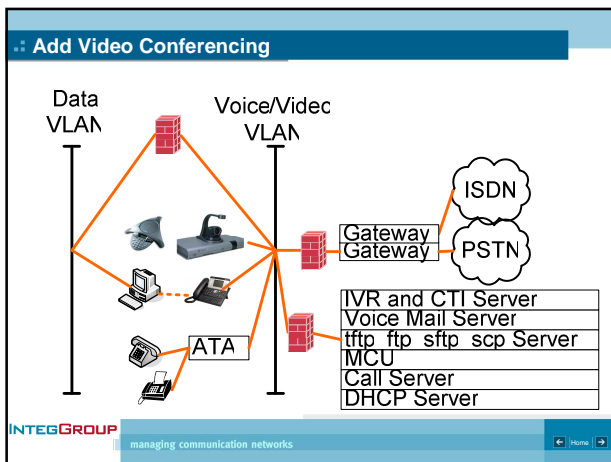 .: Add Video Conferencing
Data
VLAN
Voice/Video
VLAN
ISDN
Gateway
Gateway
PSTN
IVR and CTI Server
Voice Mail Server
tftp ftp sftp scp Server
MCU
Call Server
DHCP Server
ATA
INTEGGROUP
managing communication networks
Home